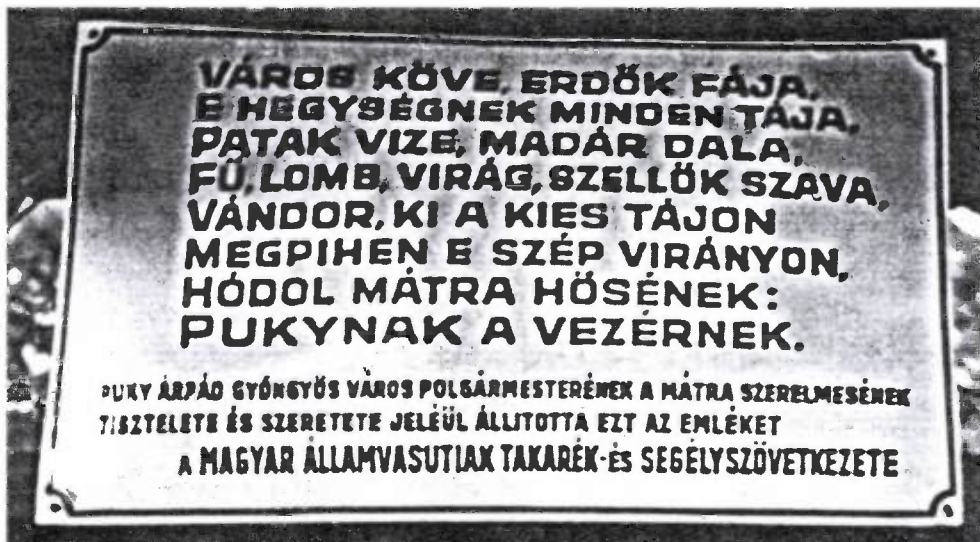 VÁROS KÖVE, ERDŐK FÁJA,
E HEGYSÉGNEK MINDEN TÁJA,
PATAK VIZE, MADÁR DALA,
FŰ, LOMB, VIRÁG, SZELLŐK SZAVA,
VÁNDOR, KI A KIES TÁJON
MEGPIHEN E SZÉP VIRÁNYON,
HÓDOL MÁTRA HŐSÉNEK:
PUKYNAK A VEZÉRNEK.
PUKY ÁRPÁD GYÖNGYÖS VÁROS POLGÁRMESTERÉNEK A MÁTRA SZERELMESÉNEK
TISZTELETE ÉS SZERETETE JELÉÜL ÁLLITOTTA EZT AZ EMLÉKET
A MAGYAR ÁLLAMVASUTIAK TAKARÉK-ÉS SEGÉLYSZÖVETKEZETE